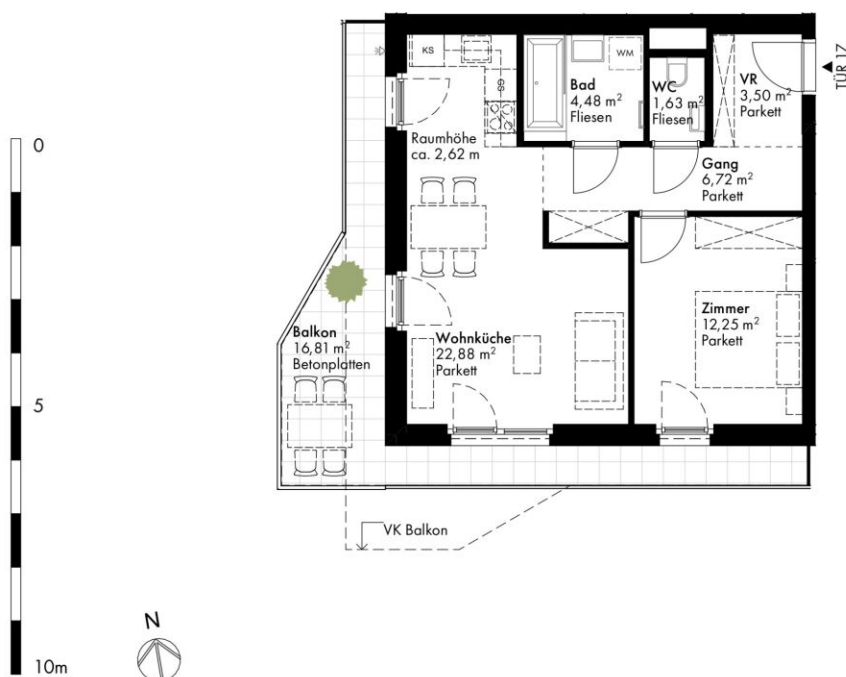 KS
GS
WM
Bad
4,48 m²
Fliesen
WC
1,63 m²
Fliesen
VR
3,50 m²
Parkett
TÜR 17
Raumhöhe
ca. 2,62 m
Gang
6,72 m²
Parkett
Zimmer
12,25 m²
Parkett
Wohnküche
22,88 m²
Parkett
Balkon
16,81 m²
Betonplatten
VK Balkon
0
5
10m
N